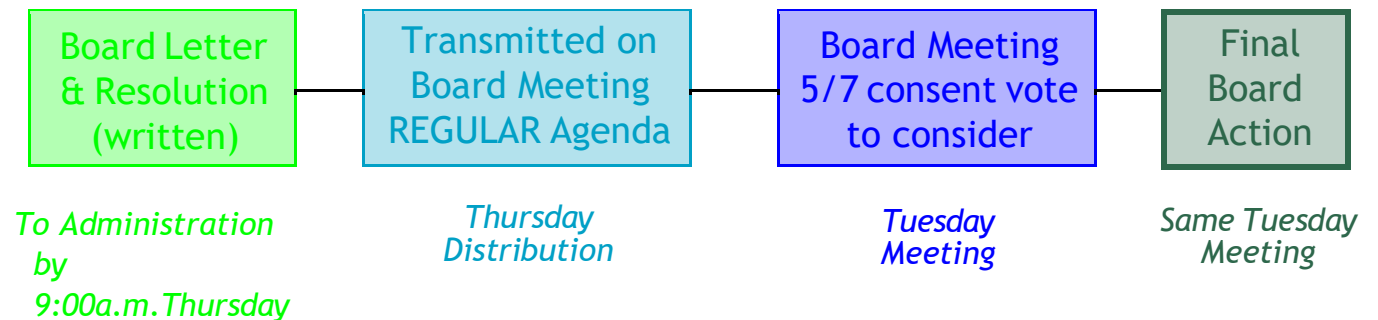 Board Letter
& Resolution
(written)
Transmitted on
Board Meeting
REGULAR Agenda
Board Meeting
5/7 consent vote
to consider
Final
Board
Action
To Administration
by
9:00a.m.Thursday
Thursday
Distribution
Tuesday
Meeting
Same Tuesday
Meeting